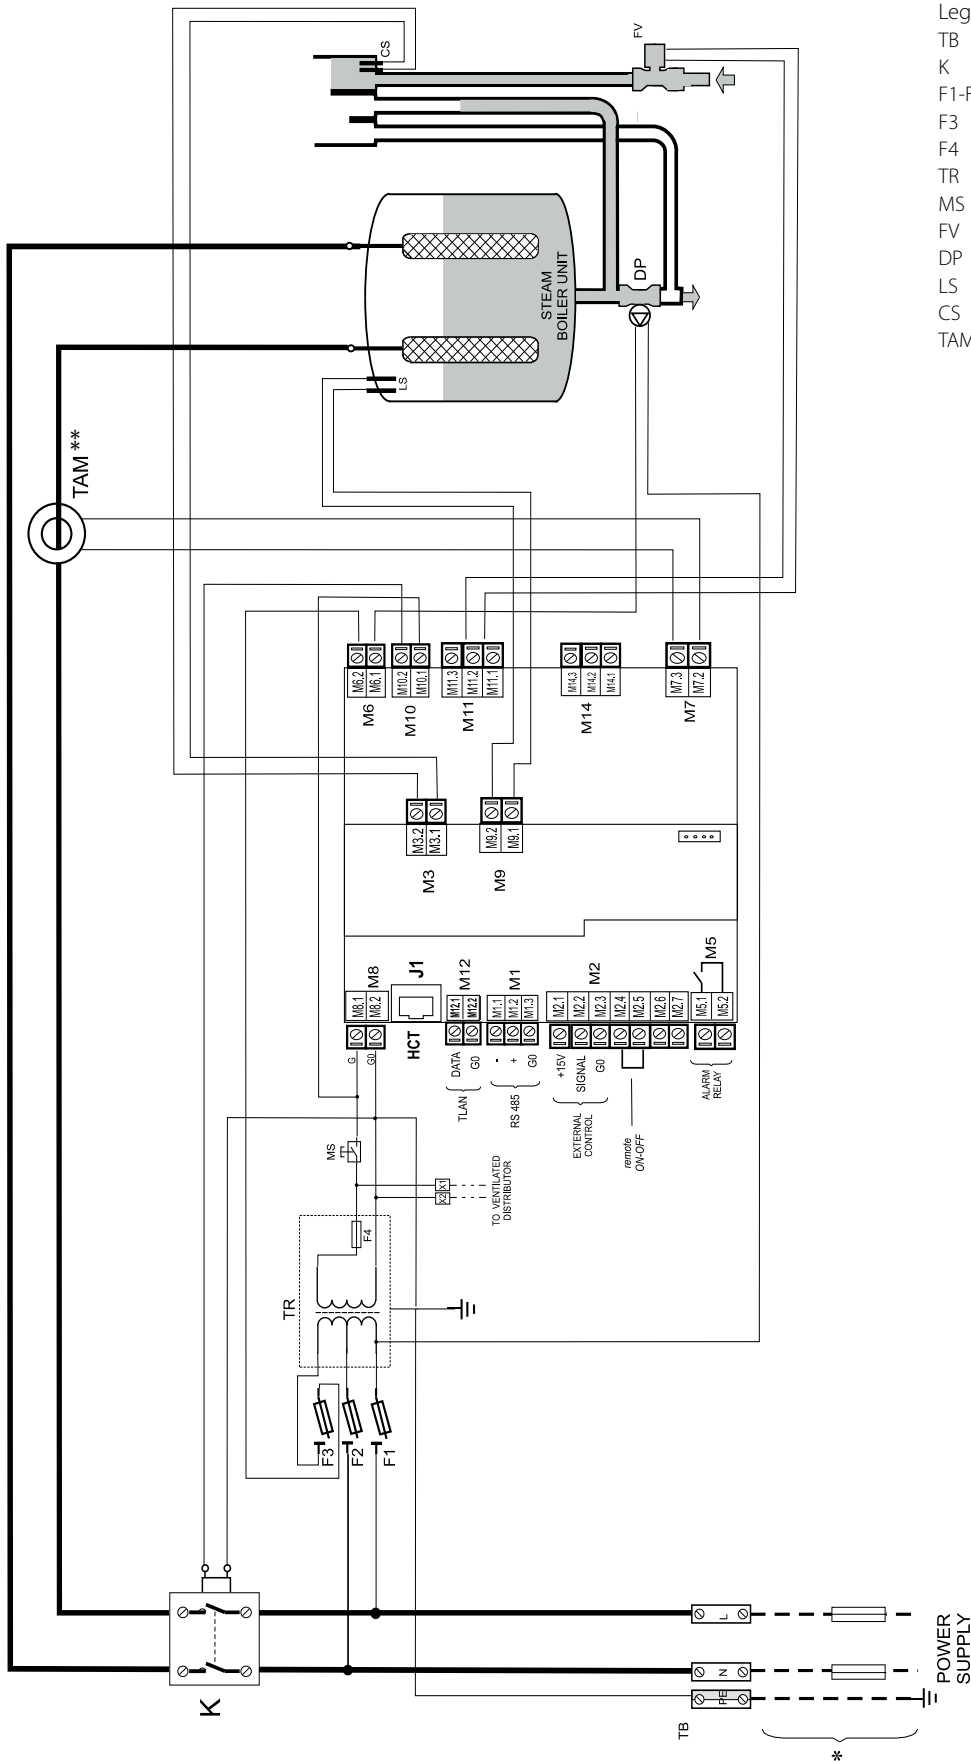 Leg
TB
K
F1-F
F3
F4
TR
MS
FV
DP
LS
CS
TAM
CS
FV
STEAM
BOILER UNIT
DP
LS
TAM **
M6.2
M6.1
M10.2
M10.1
M11.3
M11.2
M11.1
M14.3
M14.2
M14.1
M7.3
M7.2
M6
M10
M11
M14
M7
M3.2
M3.1
M9.2
M9.1
M3
M9
M8.1
M8.2
M8
J1
HCT
M12.1
M12.2
M12
M1.1
M1.2
M1.3
M1
M2.1
M2.2
M2.3
M2.4
M2.5
M2.6
M2.7
M2
M5.1
M5.2
M5
G
G0
DATA
G0
TLAN
-
+
G0
RS 485
+15V
SIGNAL
G0
EXTERNAL
CONTROL
remote
ON-OFF
ALARM
RELAY
MS
X1
X2
TO VENTILATED
DISTRIBUTOR
F4
TR
F3
F2
F1
K
L
N
PE
TB
POWER
SUPPLY
*